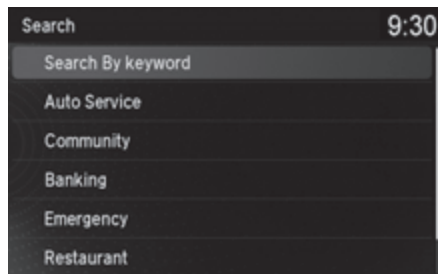 Search 9:30
Search By keyword
Auto Service
Community
Banking
Emergency
Restaurant